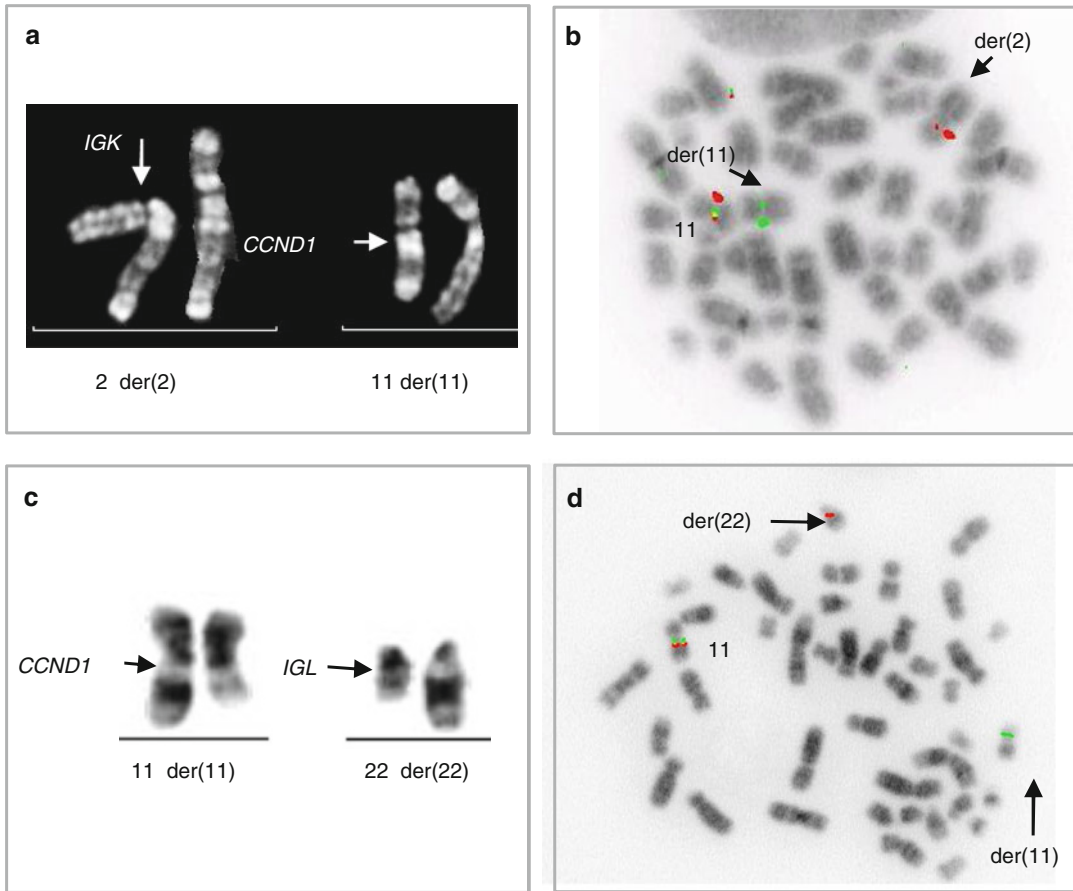 a
IGK
CCND1
2 der(2)
11 der(11)
b
der(2)
der(11)
11
c
CCND1
IGL
11 der(11)
22 der(22)
d
der(22)
11
der(11)